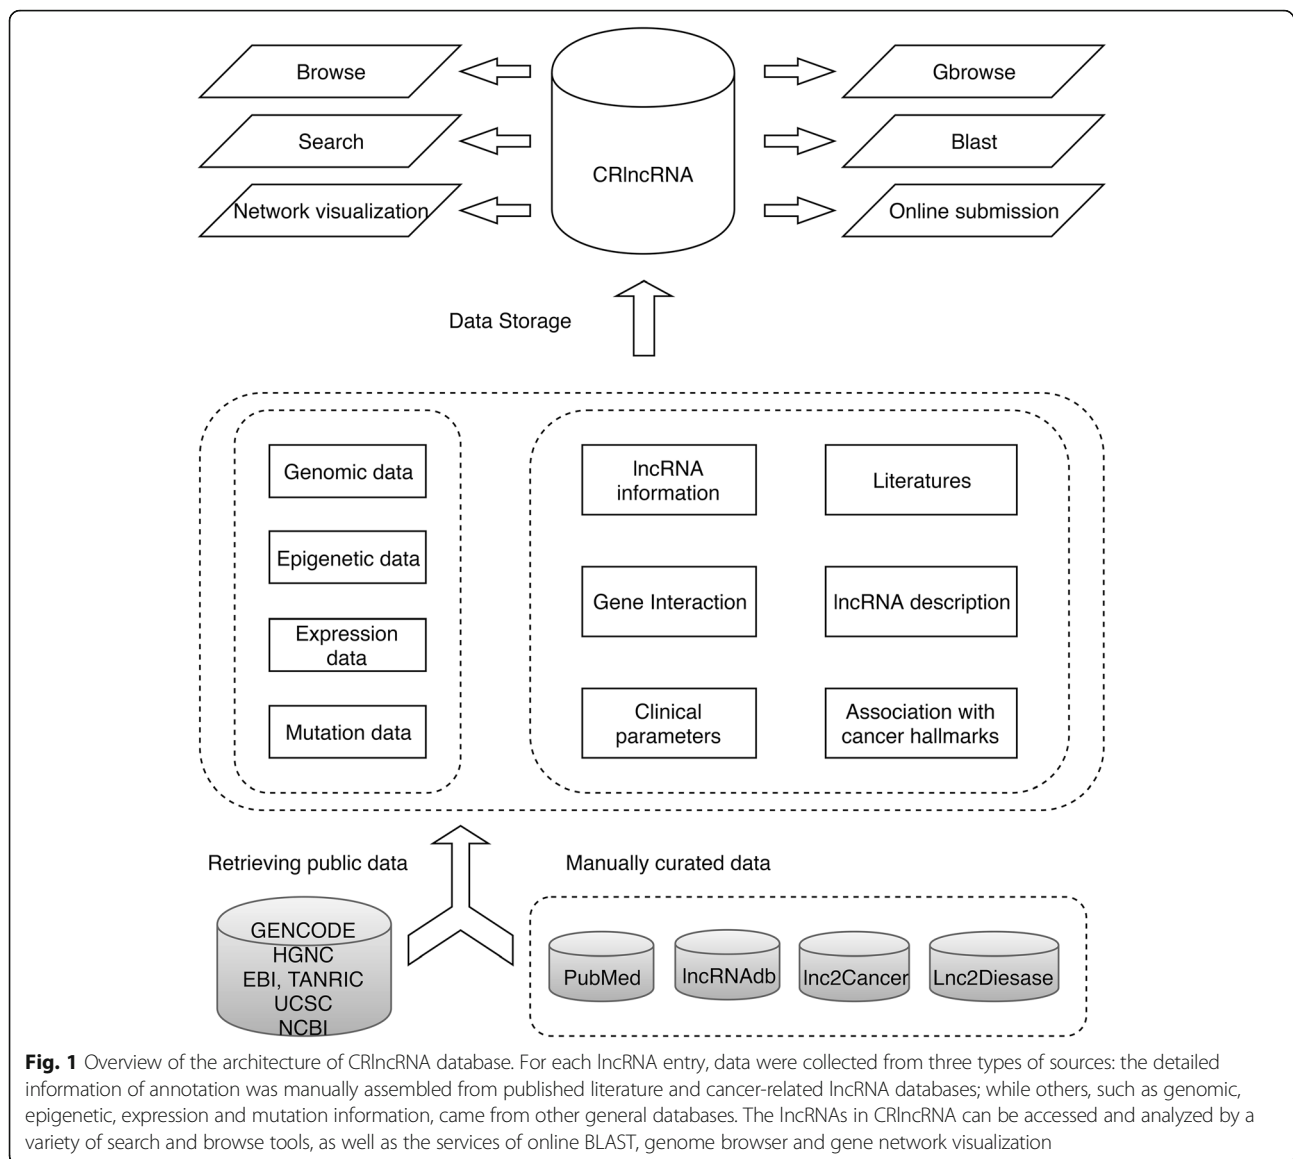 Browse
Search
Network visualization
CRlncRNA
Gbrowse
Blast
Online submission
Data Storage
Genomic data
Epigenetic data
Expression
data
Mutation data
lncRNA
information
Literatures
Gene Interaction
lncRNA description
Clinical
parameters
Association with
cancer hallmarks
Retrieving public data
Manually curated data
GENCODE
HGNC
EBI, TANRIC
UCSC
NCBI
PubMed
lncRNAdb
lnc2Cancer
Lnc2Diesase
Fig. 1 Overview of the architecture of CRlncRNA database. For each lncRNA entry, data were collected from three types of sources: the detailed
information of annotation was manually assembled from published literature and cancer-related lncRNA databases; while others, such as genomic,
epigenetic, expression and mutation information, came from other general databases. The lncRNAs in CRlncRNA can be accessed and analyzed by a
variety of search and browse tools, as well as the services of online BLAST, genome browser and gene network visualization